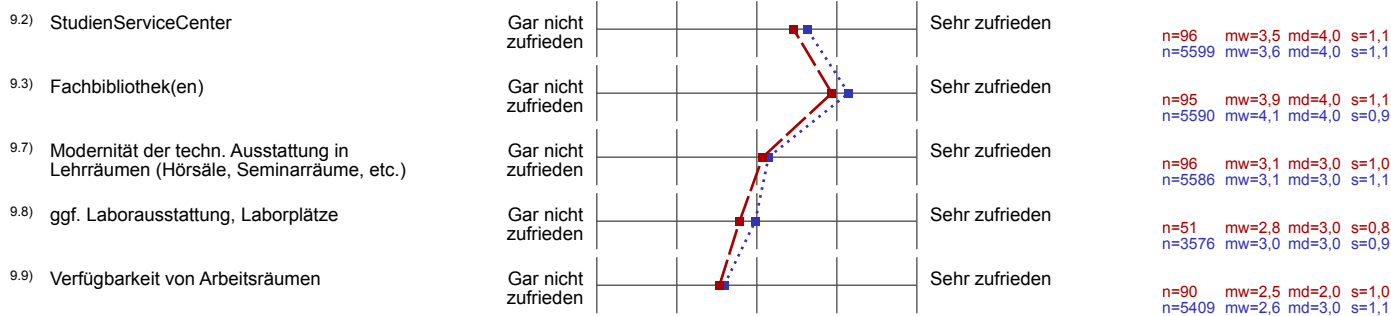 9.2) StudienServiceCenter
Gar nicht
zufrieden
Sehr zufrieden
n=96 mw=3,5 md=4,0 s=1,1
n=5599 mw=3,6 md=4,0 s=1,1
9.3) Fachbibliothek(en)
Gar nicht
zufrieden
Sehr zufrieden
n=95 mw=3,9 md=4,0 s=1,1
n=5590 mw=4,1 md=4,0 s=0,9
9.7) Modernität der techn. Ausstattung in
Lehrräumen (Hörsäle, Seminarräume, etc.)
Gar nicht
zufrieden
Sehr zufrieden
n=96 mw=3,1 md=3,0 s=1,0
n=5586 mw=3,1 md=3,0 s=1,1
9.8) ggf. Laborausstattung, Laborplätze
Gar nicht
zufrieden
Sehr zufrieden
n=51 mw=2,8 md=3,0 s=0,8
n=3576 mw=3,0 md=3,0 s=0,9
9.9) Verfügbarkeit von Arbeitsräumen
Gar nicht
zufrieden
Sehr zufrieden
n=90 mw=2,5 md=2,0 s=1,0
n=5409 mw=2,6 md=3,0 s=1,1